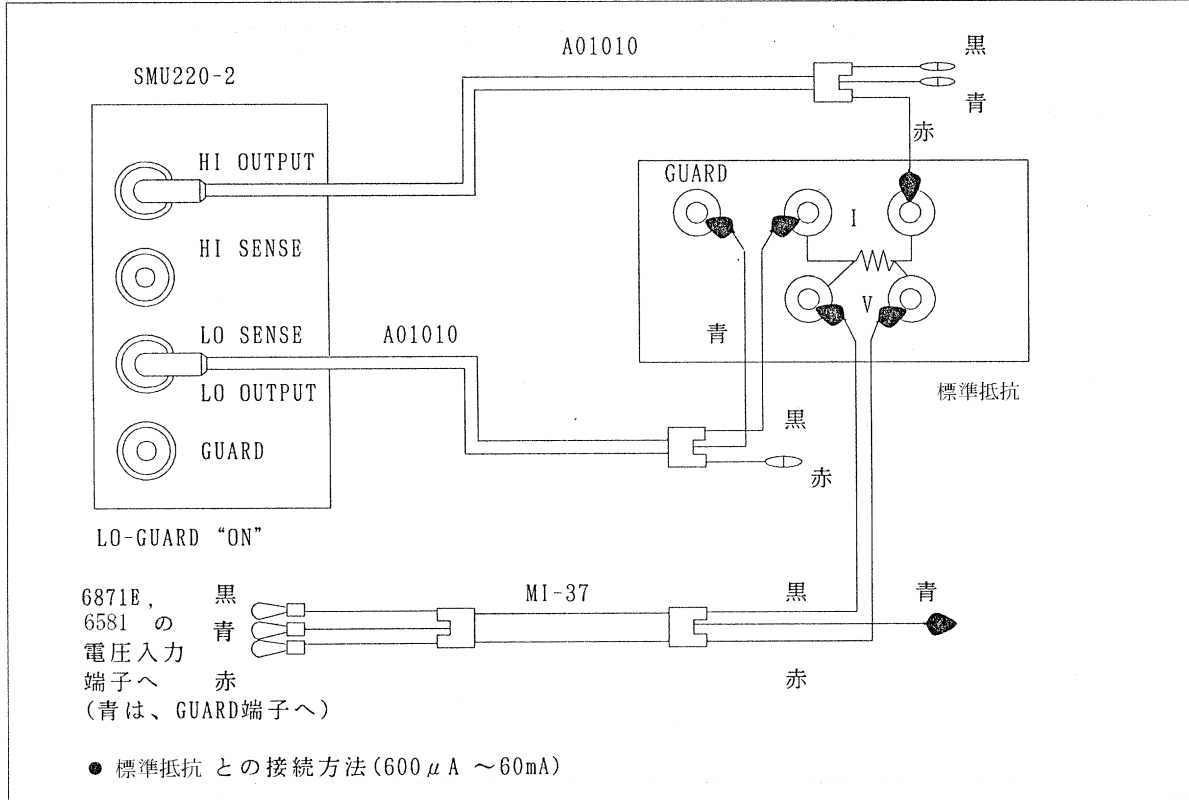 A01010
黒
SMU220-2
青
赤
HI OUTPUT
GUARD
I
HI SENSE
V
LO SENSE
A01010
青
LO OUTPUT
標準抵抗
黒
GUARD
赤
LO-GUARD “ON”
6871E, 黒
MI-37
黒
青
6581 の 青
電圧入力
端子へ 赤
赤
(青は、GUARD端子へ)
● 標準抵抗 との接続方法(600μA ～60mA)